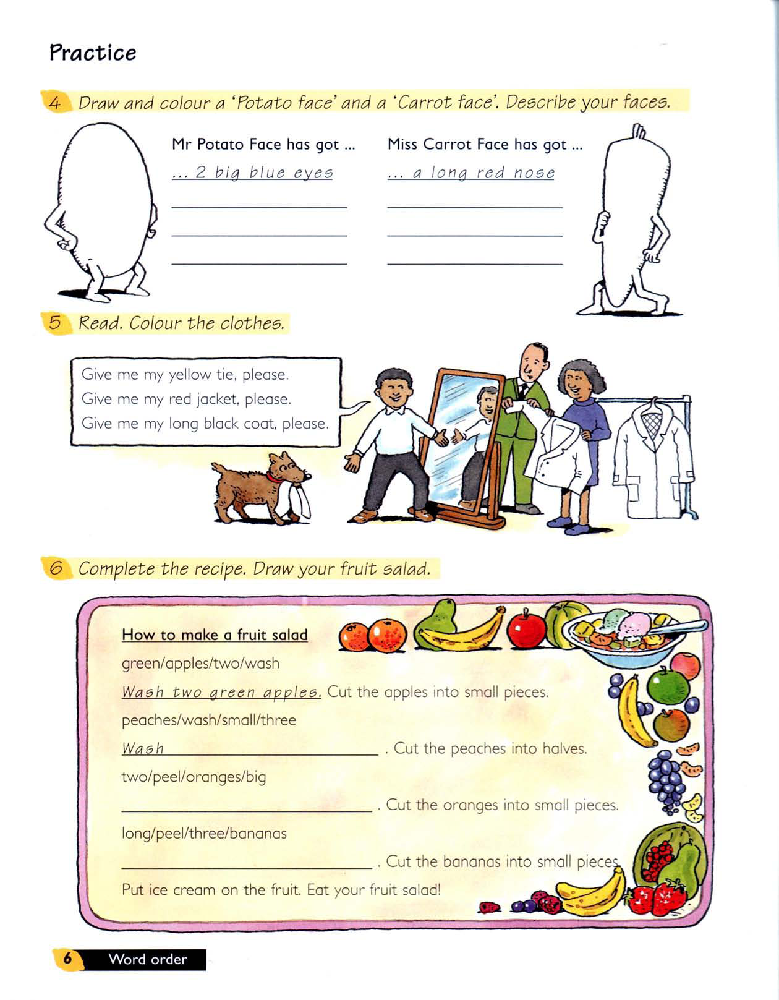 Practice
4 Draw and colour a ‘Potato face’ and a ‘Carrot face’. Describe your faces.
Mr Potato Face has got ...
... 2 big blue eyes
Miss Carrot Face has got ...
... a long red nose
5 Read. Colour the clothes.
Give me my yellow tie, please.
Give me my red jacket, please.
Give me my long black coat, please.
6 Complete the recipe. Draw your fruit salad.
How to make a fruit salad
green/apples/two/wash
Wash two green apples. Cut the apples into small pieces.
peaches/wash/small/three
Wash . Cut the peaches into halves.
two/peel/oranges/big
. Cut the oranges into small pieces.
long/peel/three/bananas
. Cut the bananas into small pieces.
Put ice cream on the fruit. Eat your fruit salad!
6 Word order